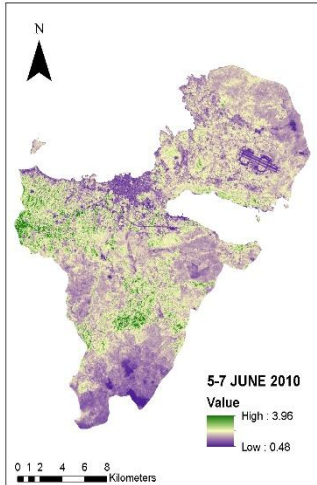 N
5-7 JUNE 2010
Value
High : 3.96
Low : 0.48
0 1 2 4 6 8
Kilometers